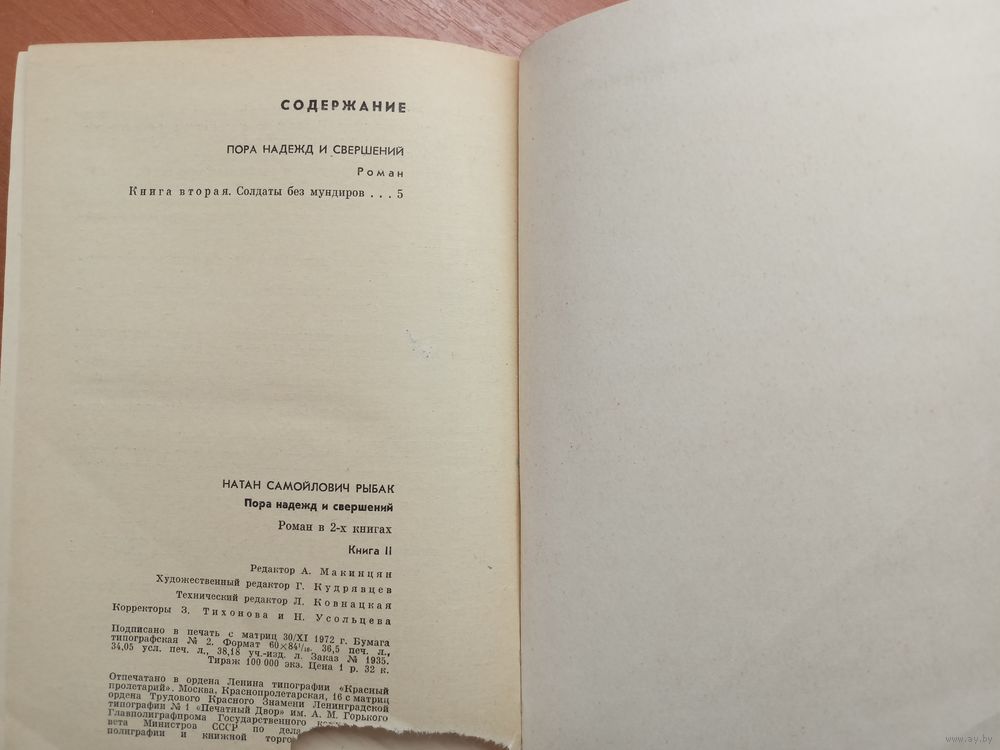 СОДЕРЖАНИЕ
ПОРА НАДЕЖД И СВЕРШЕНИЙ
Роман
Книга вторая. Солдаты без мундиров . . . 5
НАТАН САМОЙЛОВИЧ РЫБАК
Пора надежд и свершений
Роман в 2-х книгах
Книга II
Редактор А. Макинцян
Художественный редактор Г. Кудрявцев
Технический редактор Л. Ковнацкая
Корректоры З. Тихонова и Н. Усольцева
Подписано в печать с матриц 30/XI 1972 г. Бумага
типографская № 2. Формат 60×84¹/₁₆. 36,5 печ. л.,
34,05 усл. печ. л., 38,18 уч.-изд. л. Заказ № 1935.
Тираж 100 000 экз. Цена 1 р. 32 к.
Отпечатано в ордена Ленина типографии «Красный
пролетарий». Москва, Краснопролетарская, 16 с матриц
ордена Трудового Красного Знамени Ленинградской
типографии № 1 «Печатный Двор» им. А. М. Горького
Главполиграфпрома Государственного
вета Министров СССР по дела
полиграфии и книжной торг
www.ay.by